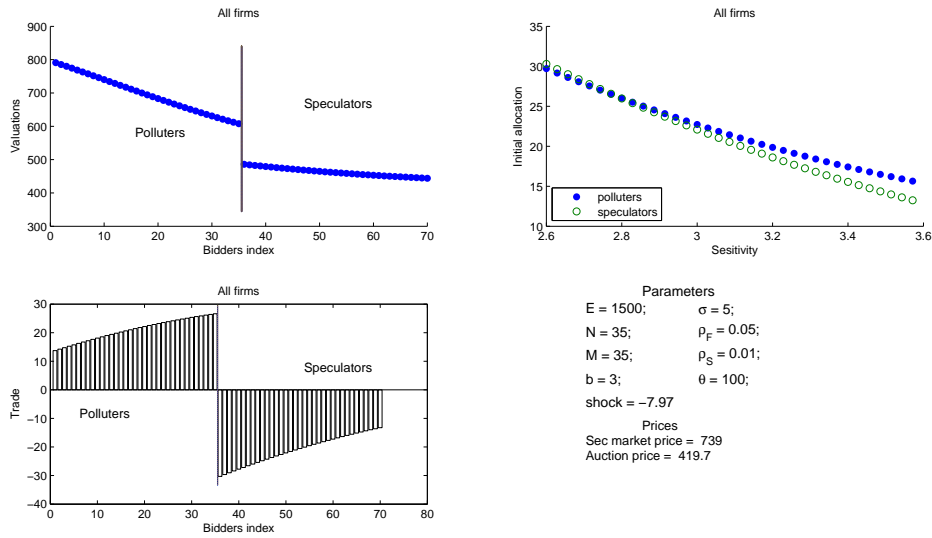 All firms
900
800
700
600
500
400
300
Valuations
Polluters
Speculators
0 10 20 30 40 50 60 70
Bidders index
All firms
35
30
25
20
15
10
Initial allocation
polluters
speculators
2.6 2.8 3 3.2 3.4 3.6
Sesitivity
All firms
30
20
10
0
−10
−20
−30
−40
Trade
Speculators
Polluters
0 10 20 30 40 50 60 70 80
Bidders index
Parameters
E = 1500; σ = 5;
N = 35; ρF = 0.05;
M = 35; ρS = 0.01;
b = 3; θ = 100;
shock = −7.97
Prices
Sec market price = 739
Auction price = 419.7